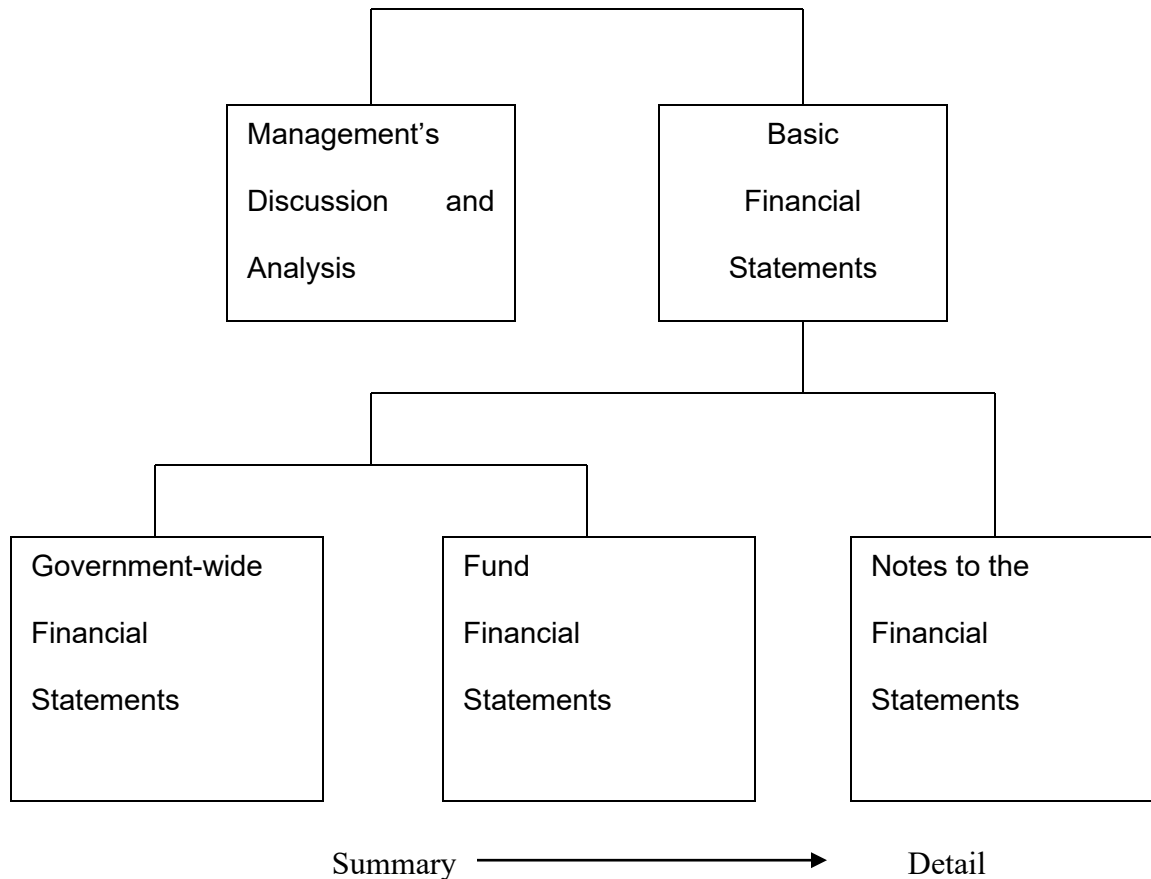 Management’s
Discussion and
Analysis
Basic
Financial
Statements
Government-wide
Financial
Statements
Fund
Financial
Statements
Notes to the
Financial
Statements
Summary
Detail